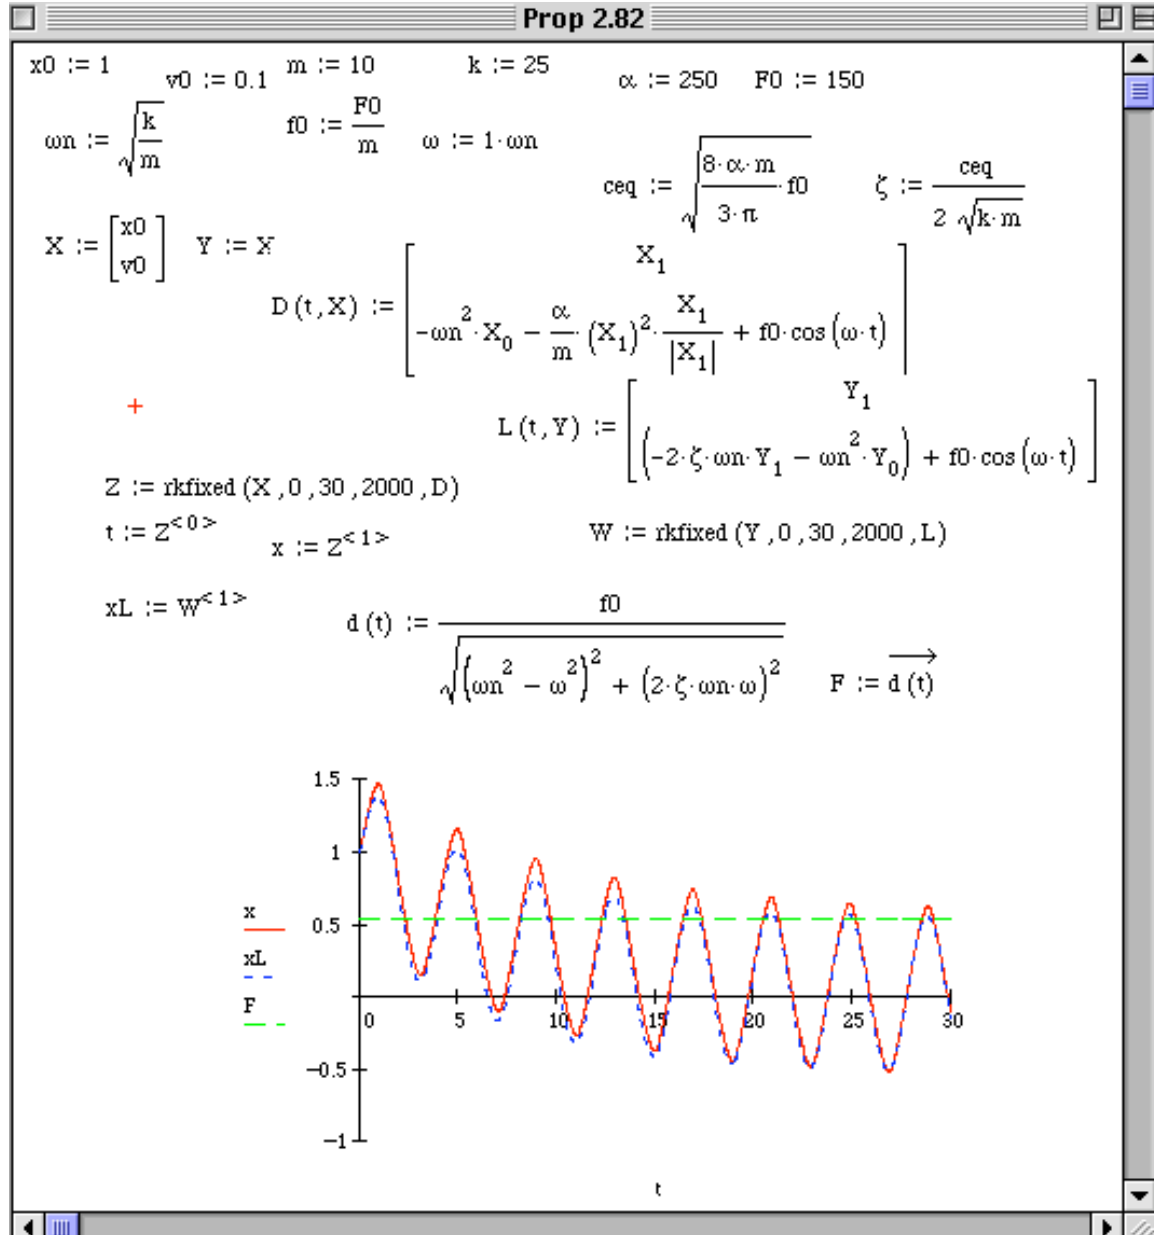 Prop 2.82
x0 := 1   v0 := 0.1   m := 10   k := 25   α := 250   F0 := 150
ωn := √(k/m)   f0 := F0/m   ω := 1·ωn   ceq := √(8·α·m/(3·π)·f0)   ζ := ceq/(2 √(k·m))
X := [x0 v0]   Y := X
D(t,X) := [X₁ ; -ωn²·X₀ − α/m·(X₁)²·X₁/|X₁| + f0·cos(ω·t)]
+
L(t,Y) := [Y₁ ; (-2·ζ·ωn·Y₁ − ωn²·Y₀) + f0·cos(ω·t)]
Z := rkfixed(X,0,30,2000,D)
t := Z^<0>   x := Z^<1>   W := rkfixed(Y,0,30,2000,L)
xL := W^<1>   d(t) := f0/√((ωn² − ω²)² + (2·ζ·ωn·ω)²)   F := d(t)→
1.5
1
0.5
−0.5
−1
x
xL
F
0 5 10 15 20 25 30
t